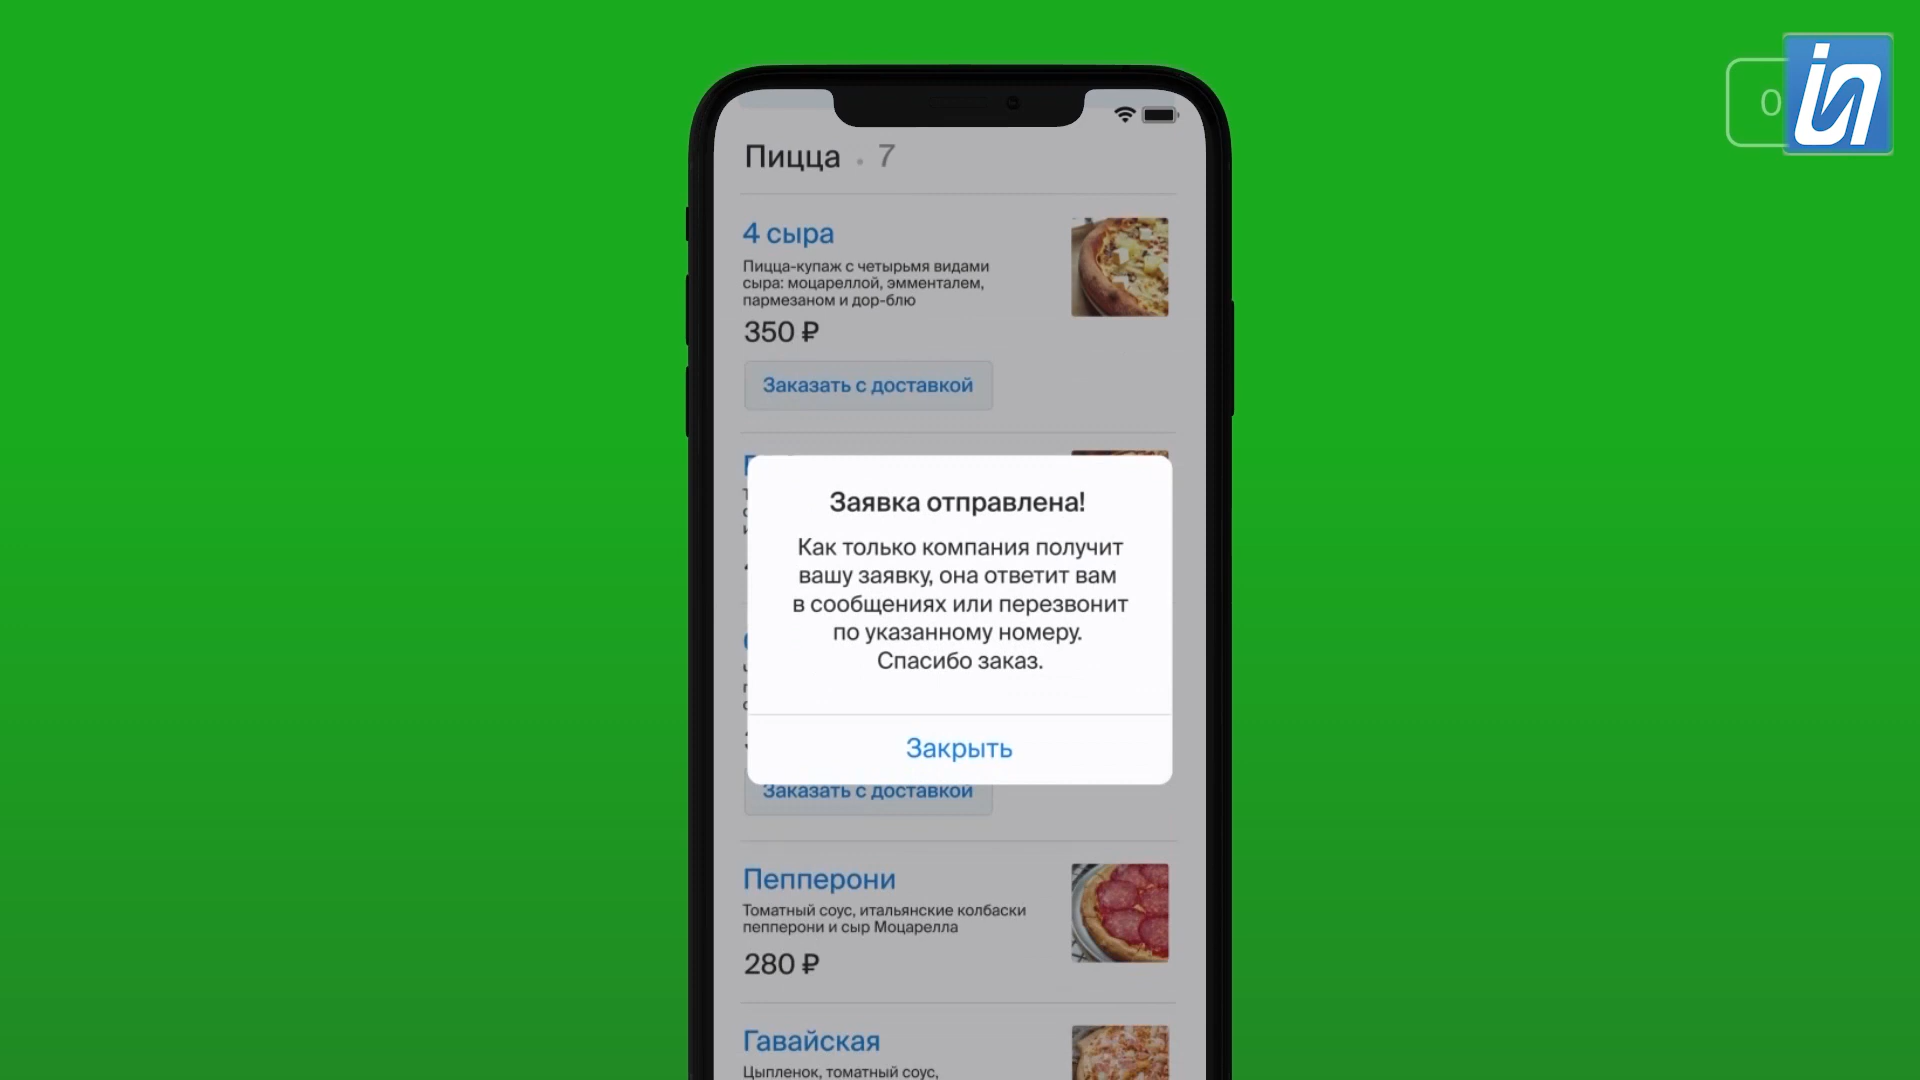 Пицца · 7
4 сыра
Пицца-купаж с четырьмя видами
сыра: моцареллой, эмменталем,
пармезаном и дор-блю
350 ₽
Заказать с доставкой
Заявка отправлена!
Как только компания получит
вашу заявку, она ответит вам
в сообщениях или перезвонит
по указанному номеру.
Спасибо заказ.
Закрыть
Заказать с доставкой
Пепперони
Томатный соус, итальянские колбаски
пепперони и сыр Моцарелла
280 ₽
Гавайская
Цыпленок, томатный соус,